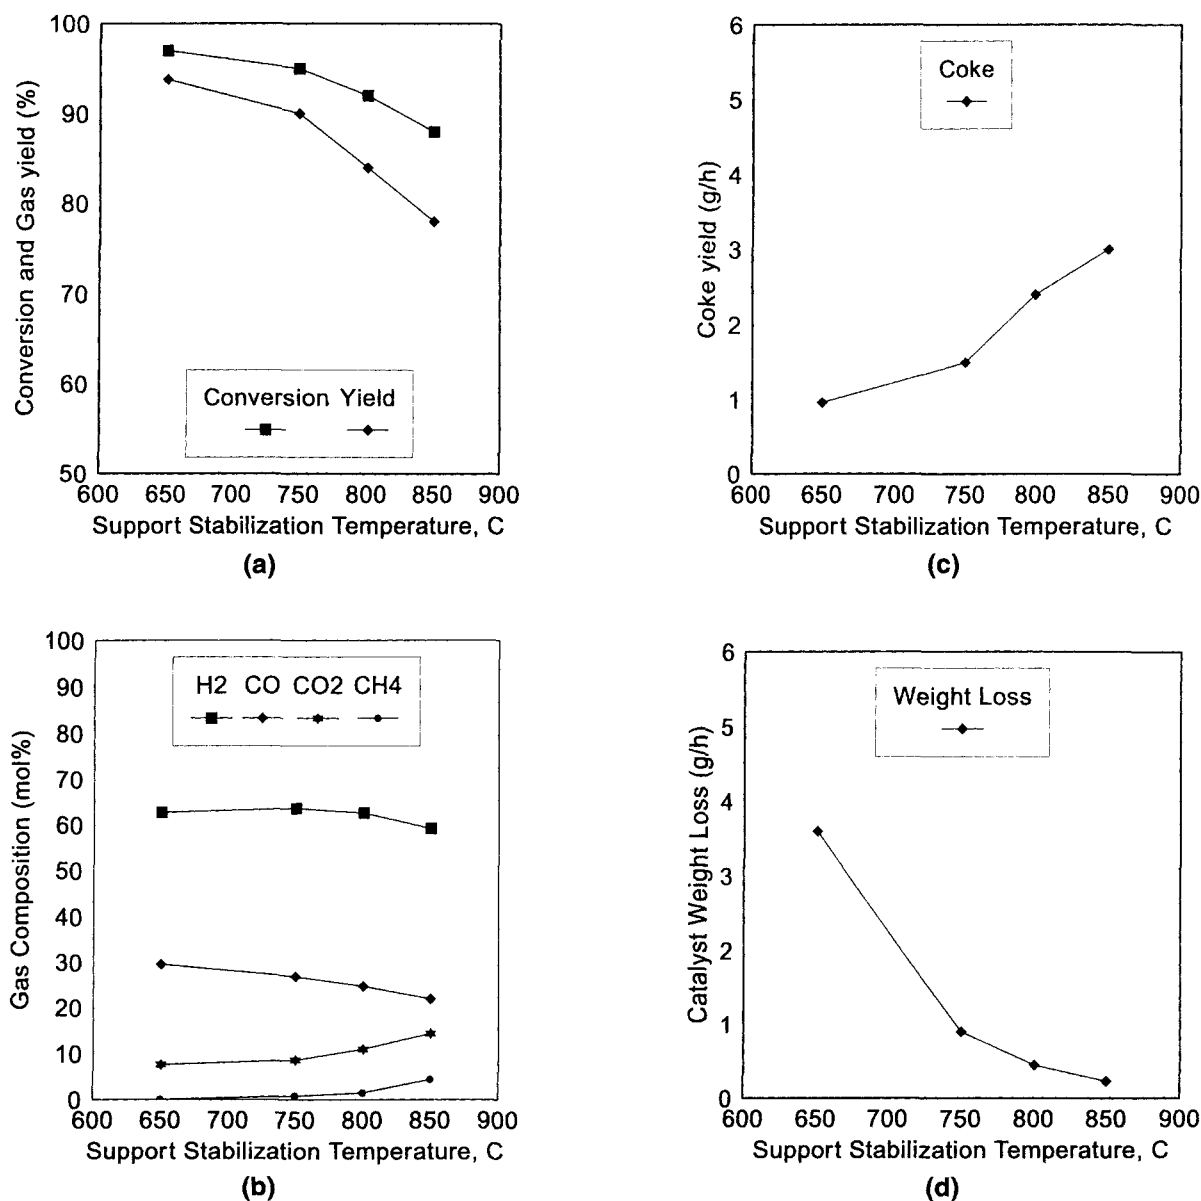 100
90
80
70
60
50
Conversion and Gas yield (%)
Conversion Yield
600 650 700 750 800 850 900
Support Stabilization Temperature, C
(a)
6
5
4
3
2
1
0
Coke yield (g/h)
Coke
600 650 700 750 800 850 900
Support Stabilization Temperature, C
(c)
100
90
80
70
60
50
40
30
20
10
0
Gas Composition (mol%)
H2 CO CO2 CH4
600 650 700 750 800 850 900
Support Stabilization Temperature, C
(b)
6
5
4
3
2
1
0
Catalyst Weight Loss (g/h)
Weight Loss
600 650 700 750 800 850 900
Support Stabilization Temperature, C
(d)